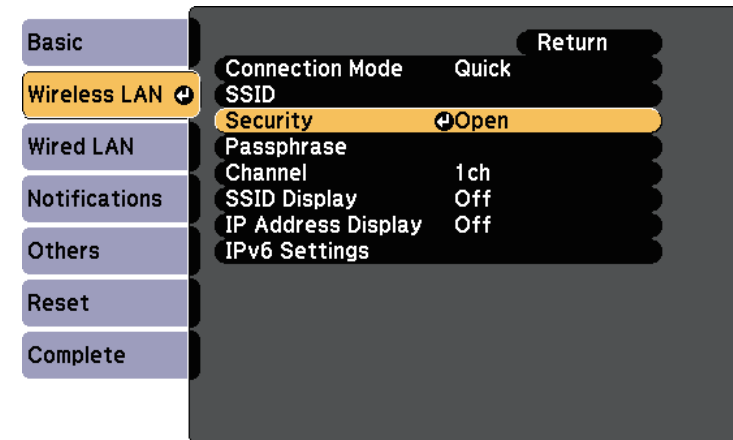 Basic
Wireless LAN
Wired LAN
Notifications
Others
Reset
Complete
Return
Connection Mode Quick
SSID
Security Open
Passphrase
Channel 1ch
SSID Display Off
IP Address Display Off
IPv6 Settings